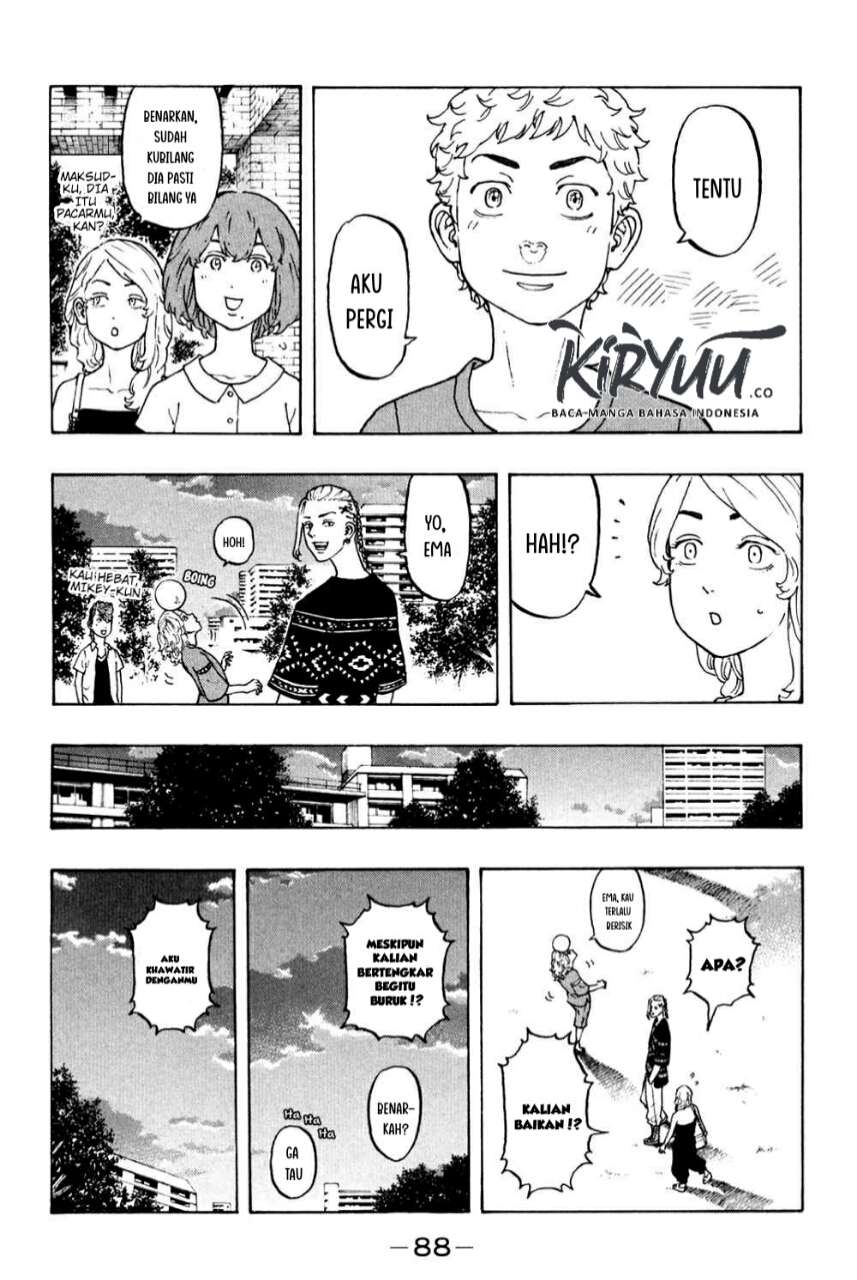 TENTU
AKU
PERGI
BENARKAN,
SUDAH
KUBILANG
DIA PASTI
BILANG YA
MAKSUD-
KU, DIA
ITU
PACARMU,
KAN?
KIRYUU.CO
BACA MANGA BAHASA INDONESIA
HAH!?
YO,
EMA
HOH!
BOING
KAU HEBAT,
MIKEY-KUN
EMA, KAU
TERLALU
BERISIK
APA?
KALIAN
BAIKAN!?
MESKIPUN
KALIAN
BERTENGKAR
BEGITU
BURUK!?
BENAR-
KAH?
Ha Ha Ha
GA
TAU
AKU
KHAWATIR
DENGANMU
—88—